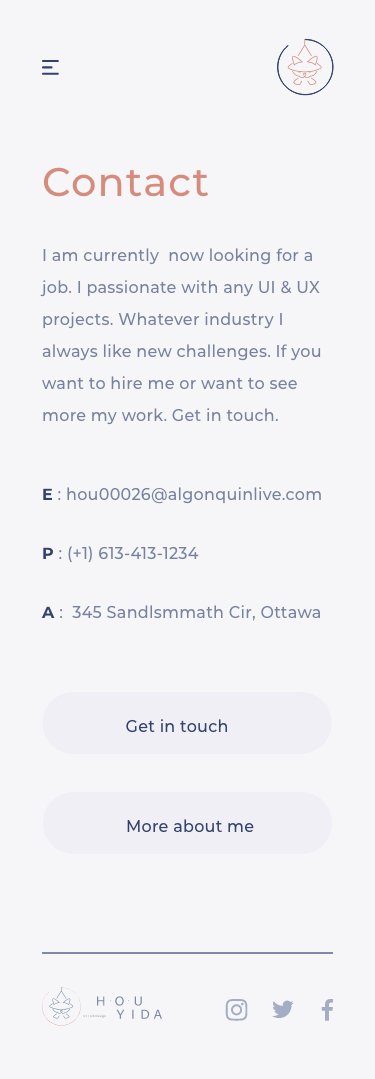 Contact
I am currently now looking for a
job. I passionate with any UI & UX
projects. Whatever industry I
always like new challenges. If you
want to hire me or want to see
more my work. Get in touch.
E : hou00026@algonquinlive.com
P : (+1) 613-413-1234
A : 345 Sandlsmmath Cir, Ottawa
Get in touch
More about me
H·O·U
YIDA